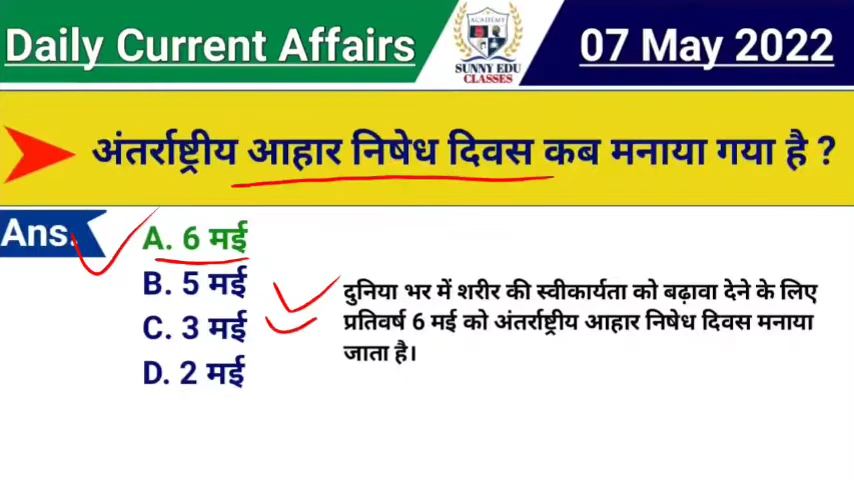 Daily Current Affairs
ACADEMY
SUNNY EDU
CLASSES
07 May 2022
अंतर्राष्ट्रीय आहार निषेध दिवस कब मनाया गया है ?
Ans.
A. 6 मई
B. 5 मई
C. 3 मई
D. 2 मई
दुनिया भर में शरीर की स्वीकार्यता को बढ़ावा देने के लिए
प्रतिवर्ष 6 मई को अंतर्राष्ट्रीय आहार निषेध दिवस मनाया
जाता है।